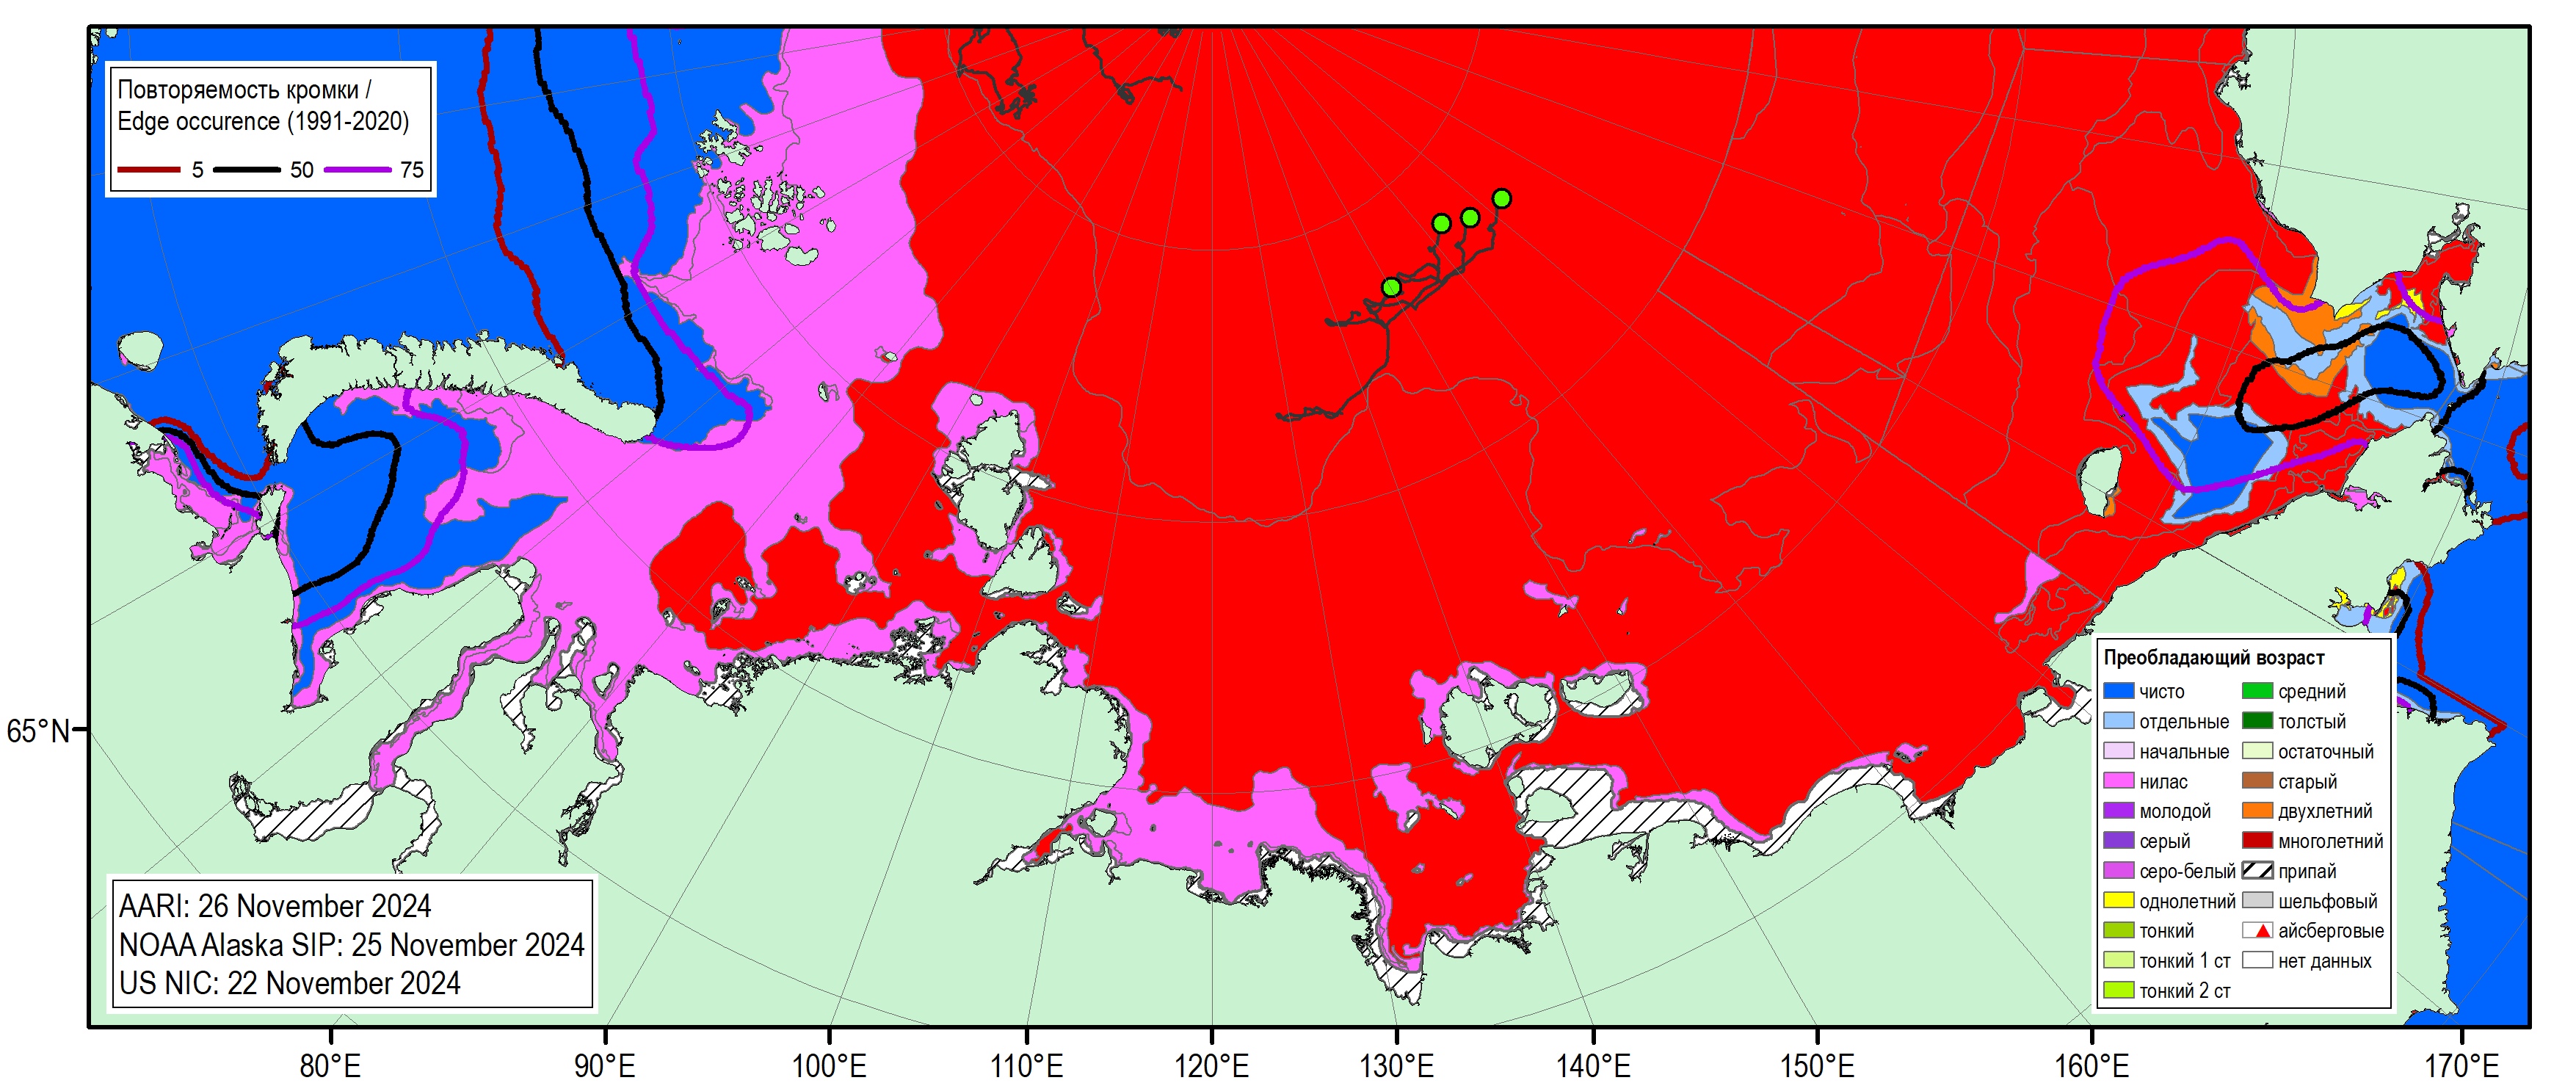 Повторяемость кромки /
Edge occurence (1991-2020)
5 50 75
65°N
AARI: 26 November 2024
NOAA Alaska SIP: 25 November 2024
US NIC: 22 November 2024
Преобладающий возраст
чисто средний
отдельные толстый
начальные остаточный
нилас старый
молодой двухлетний
серый многолетний
серо-белый припай
однолетний шельфовый
тонкий айсберговые
тонкий 1 ст нет данных
тонкий 2 ст
80°E 90°E 100°E 110°E 120°E 130°E 140°E 150°E 160°E 170°E